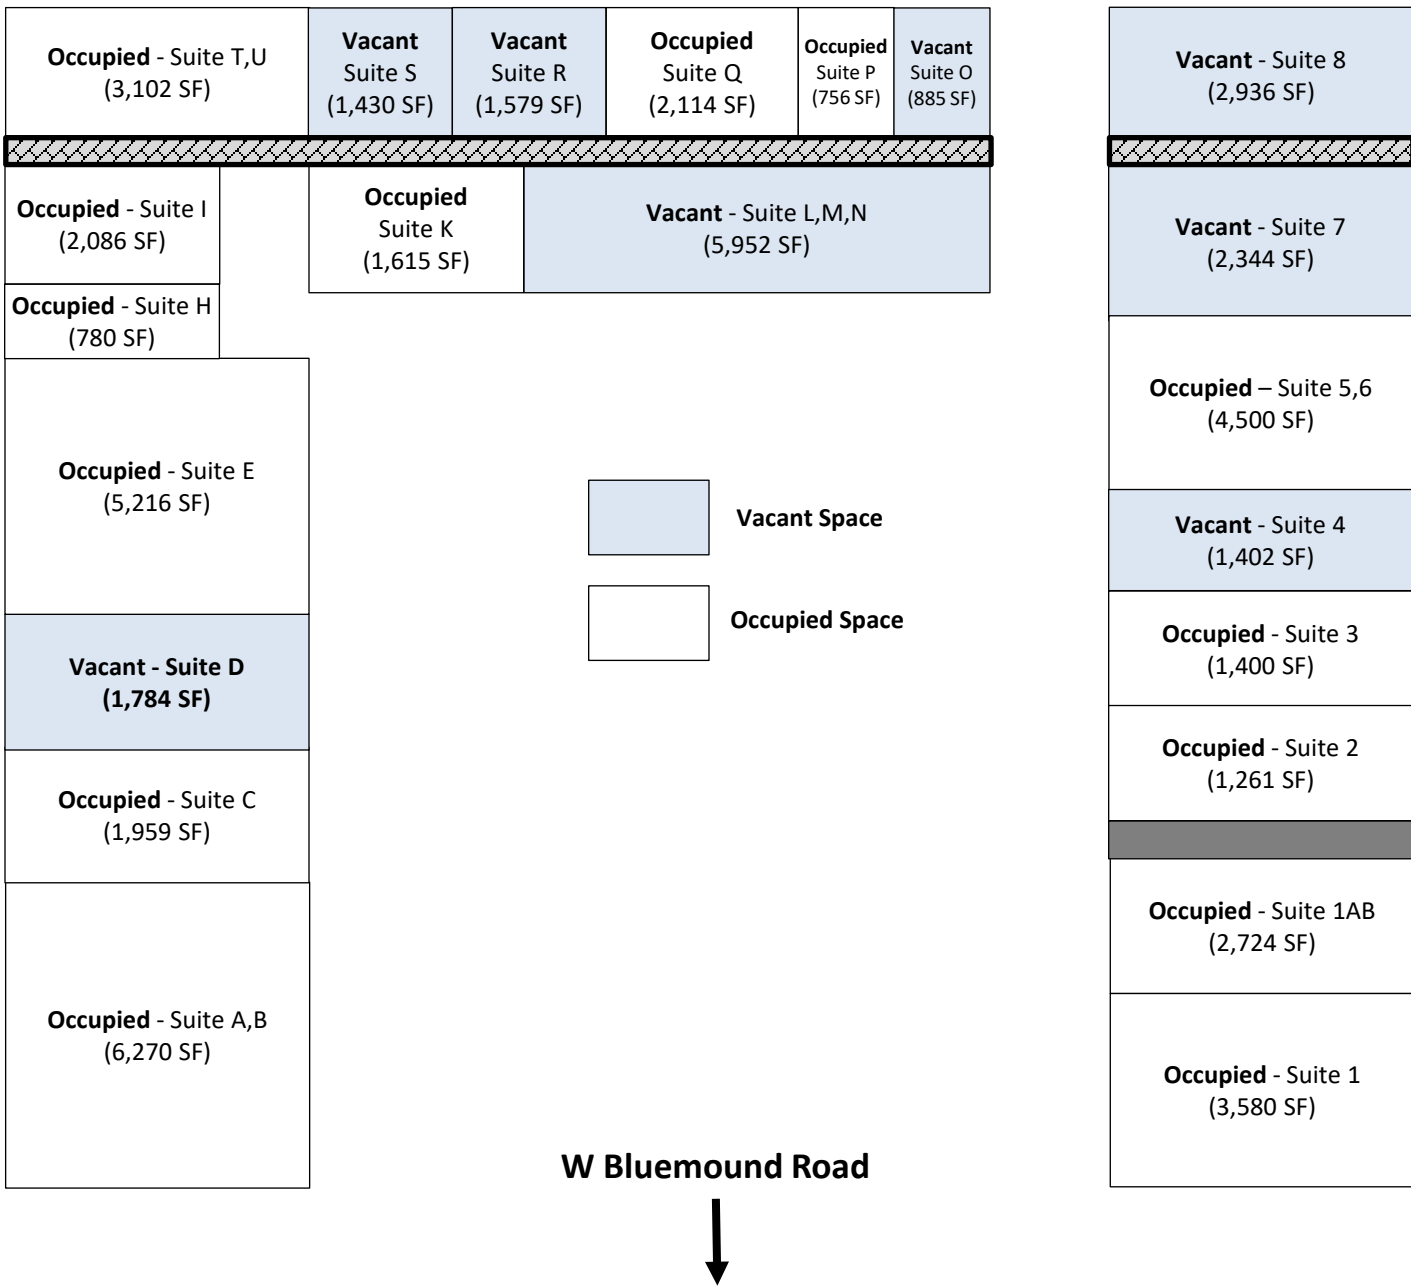 Occupied - Suite T,U
(3,102 SF)
Vacant
Suite S
(1,430 SF)
Vacant
Suite R
(1,579 SF)
Occupied
Suite Q
(2,114 SF)
Occupied
Suite P
(756 SF)
Vacant
Suite O
(885 SF)
Vacant - Suite 8
(2,936 SF)
Occupied - Suite I
(2,086 SF)
Occupied
Suite K
(1,615 SF)
Vacant - Suite L,M,N
(5,952 SF)
Vacant - Suite 7
(2,344 SF)
Occupied - Suite H
(780 SF)
Occupied – Suite 5,6
(4,500 SF)
Occupied - Suite E
(5,216 SF)
Vacant Space
Vacant - Suite 4
(1,402 SF)
Occupied Space
Occupied - Suite 3
(1,400 SF)
Vacant - Suite D
(1,784 SF)
Occupied - Suite 2
(1,261 SF)
Occupied - Suite C
(1,959 SF)
Occupied - Suite 1AB
(2,724 SF)
Occupied - Suite A,B
(6,270 SF)
Occupied - Suite 1
(3,580 SF)
W Bluemound Road